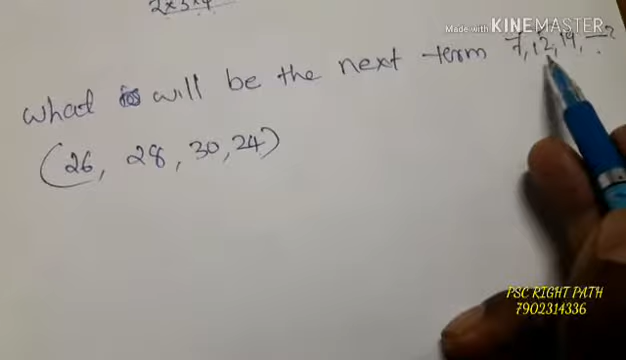 2×3×4
Made with KINEMASTER
what will be the next term 7, 12, 19, —?
(26, 28, 30, 24)
PSC RIGHT PATH
7902314336